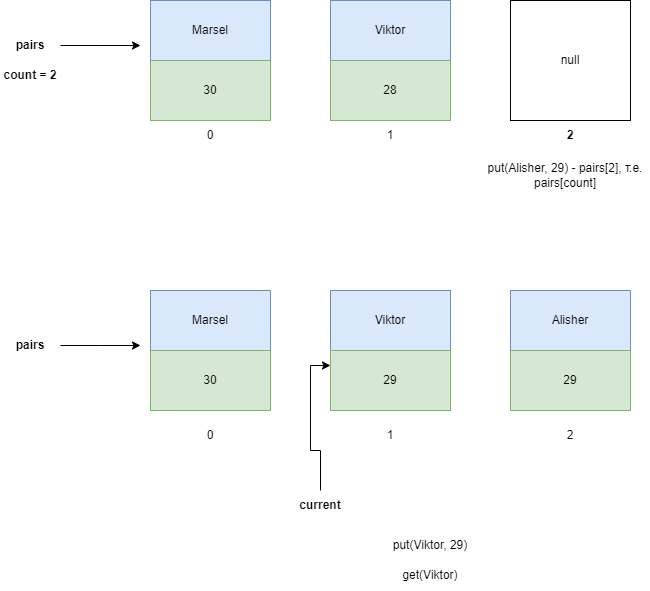 Marsel
Viktor
pairs
null
count = 2
30
28
0
1
2
put(Alisher, 29) - pairs[2], т.е.
pairs[count]
Marsel
Viktor
Alisher
pairs
30
29
29
0
1
2
current
put(Viktor, 29)
get(Viktor)